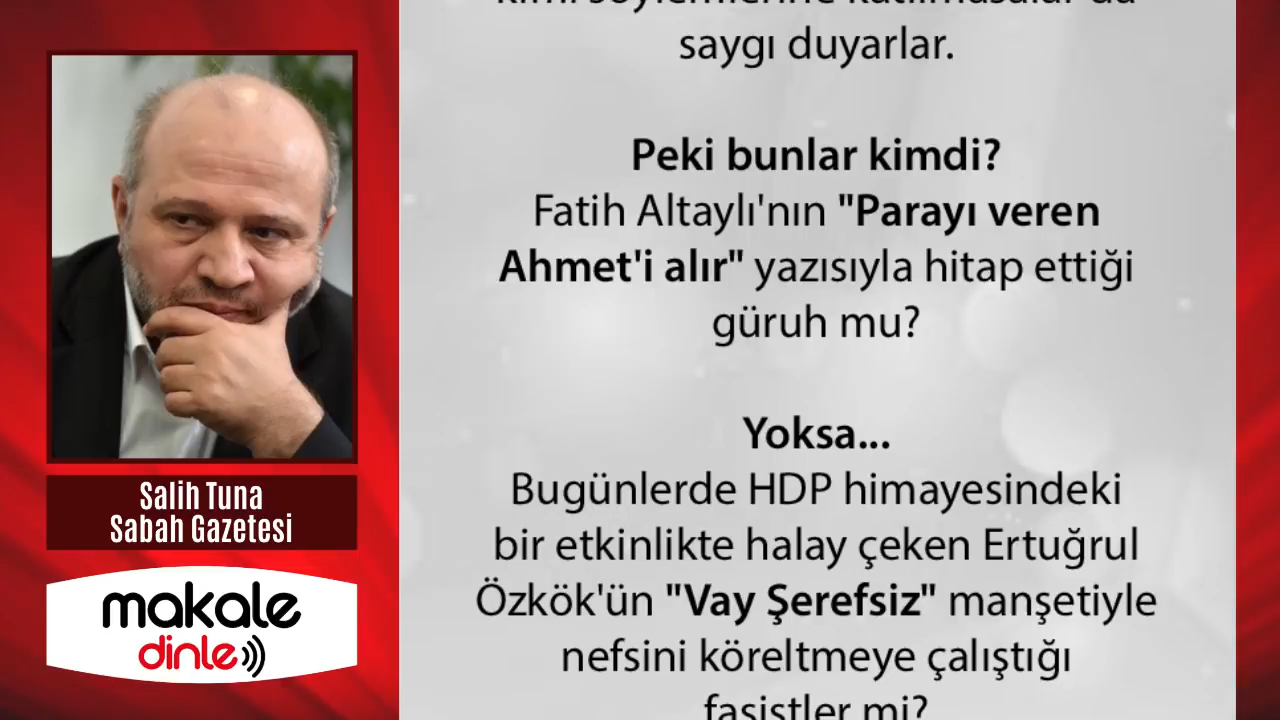 Salih Tuna
Sabah Gazetesi
makale
dinle
saygı duyarlar.
Peki bunlar kimdi?
Fatih Altaylı'nın "Parayı veren
Ahmet'i alır" yazısıyla hitap ettiği
güruh mu?
Yoksa...
Bugünlerde HDP himayesindeki
bir etkinlikte halay çeken Ertuğrul
Özkök'ün "Vay Şerefsiz" manşetiyle
nefsini köreltmeye çalıştığı
faşistler mi?